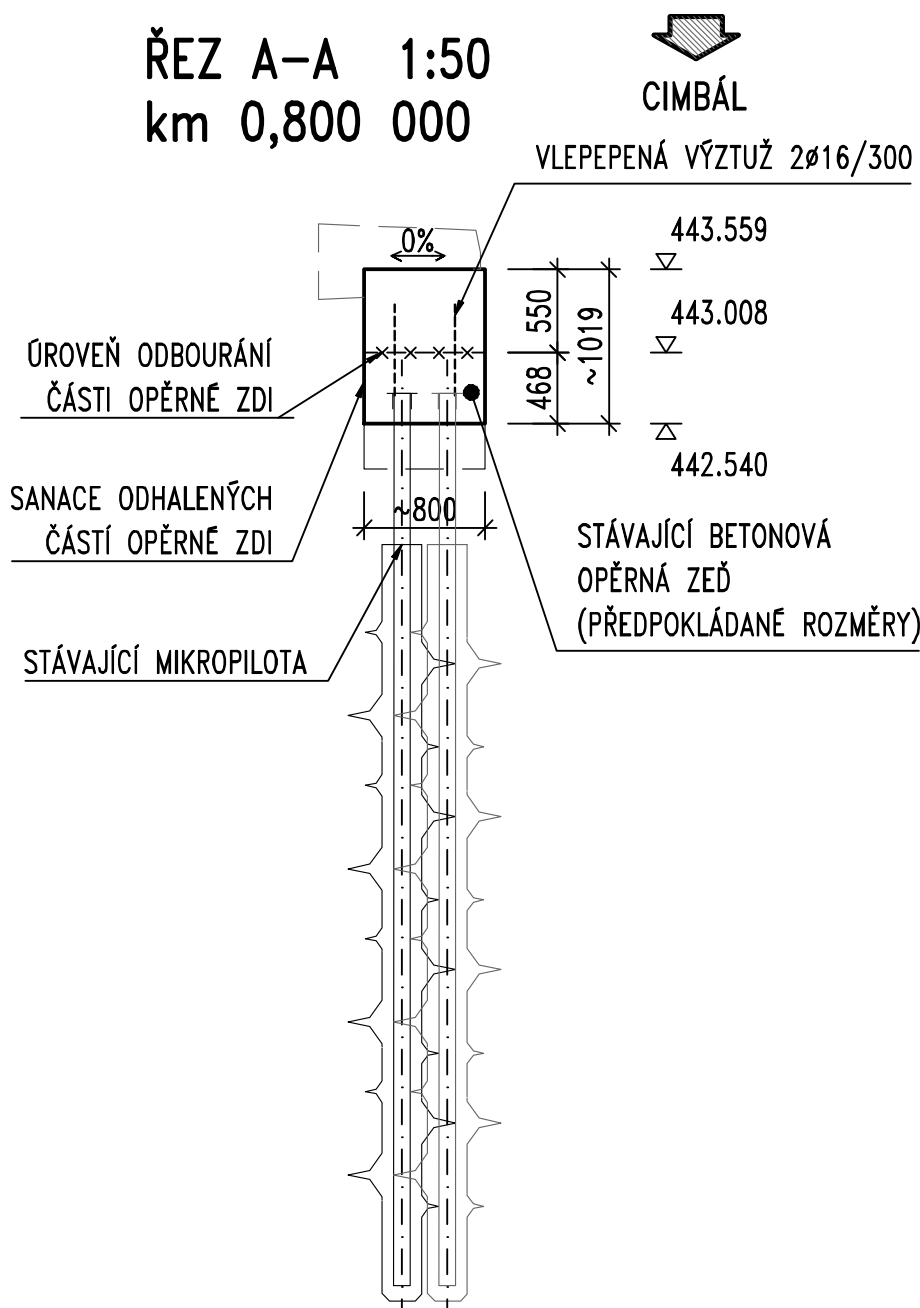 ŘEZ A-A 1:50
km 0,800 000
CIMBÁL
VLEPEPENÁ VÝZTUŽ 2ø16/300
0%
443.559
443.008
442.540
550
468
~1019
~800
ÚROVEŇ ODBOURÁNÍ
ČÁSTI OPĚRNÉ ZDI
SANACE ODHALENÝCH
ČÁSTÍ OPĚRNÉ ZDI
STÁVAJÍCÍ BETONOVÁ
OPĚRNÁ ZEĎ
(PŘEDPOKLÁDANÉ ROZMĚRY)
STÁVAJÍCÍ MIKROPILOTA